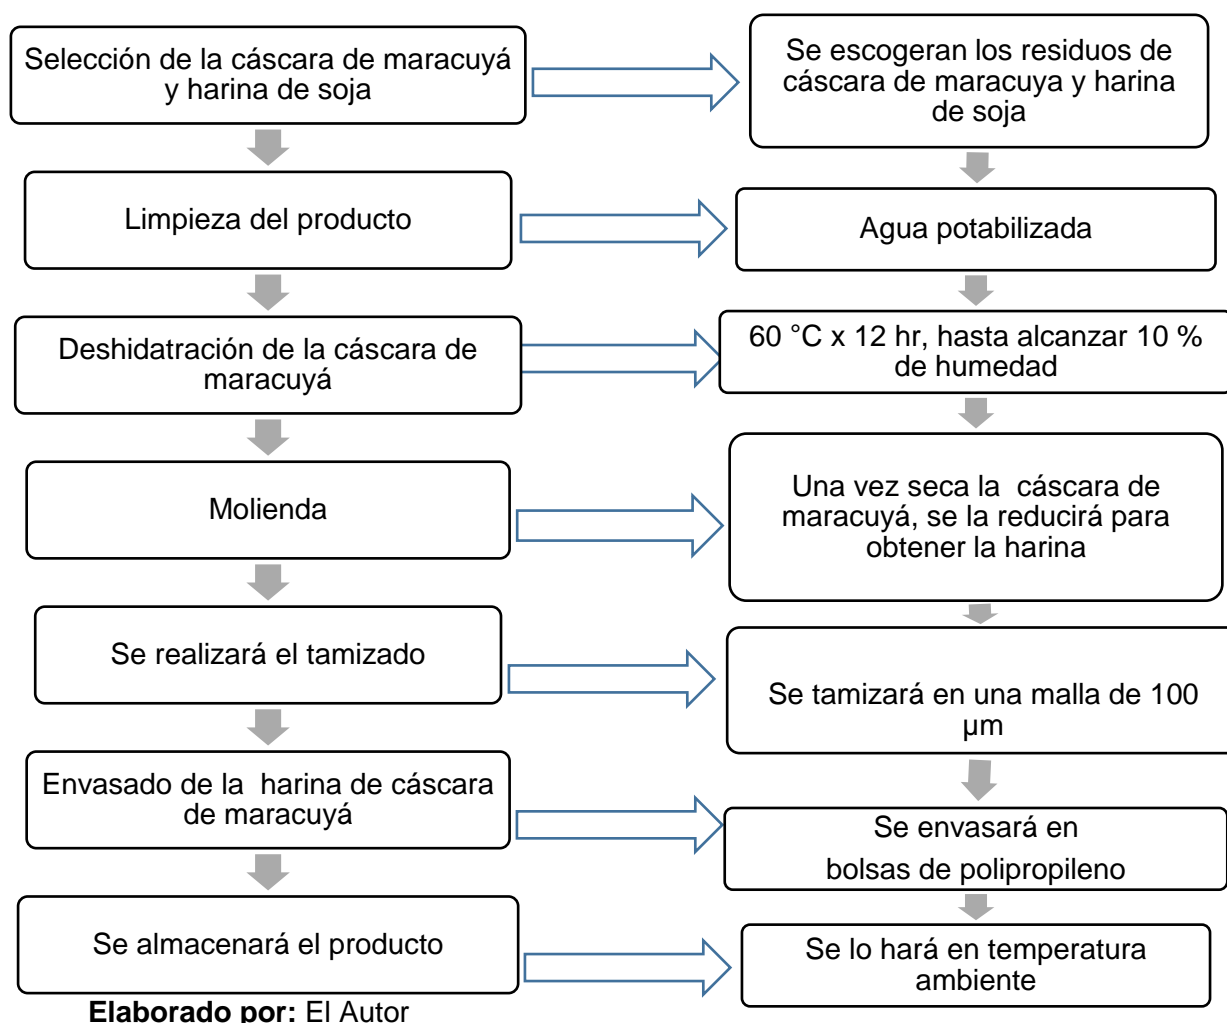 Selección de la cáscara de maracuyá
y harina de soja
Se escogeran los residuos de
cáscara de maracuya y harina
de soja
Limpieza del producto
Agua potabilizada
Deshidatración de la cáscara de
maracuyá
60 °C x 12 hr, hasta alcanzar 10 %
de humedad
Molienda
Una vez seca la cáscara de
maracuyá, se la reducirá para
obtener la harina
Se realizará el tamizado
Se tamizará en una malla de 100
µm
Envasado de la harina de cáscara
de maracuyá
Se envasará en
bolsas de polipropileno
Se almacenará el producto
Se lo hará en temperatura
ambiente
Elaborado por: El Autor